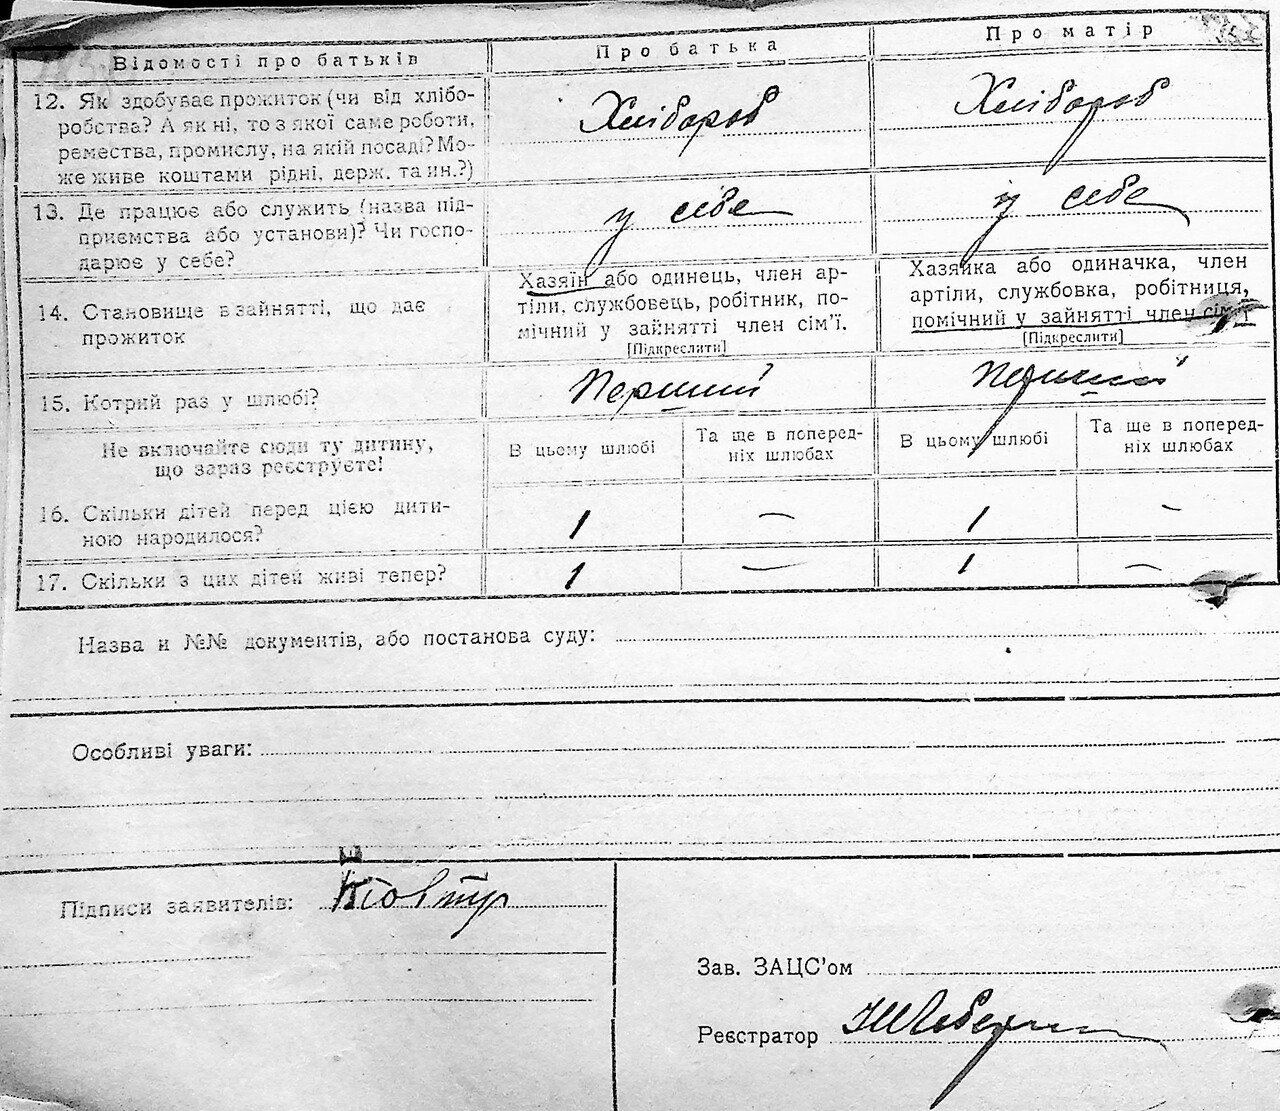 Відомості про батьків
Про батька
Про матір
12. Як здобуває прожиток (чи від хлібо-
робства? А як ні, то з якої саме роботи,
ремества, промислу, на якій посаді? Мо-
же живе коштами рідні, держ. та ин.?)
Хлібороб
Хлібороб
13. Де працює або служить (назва під-
приємства або установи)? Чи госпо-
дарює у себе?
у себе
у себе
14. Становище в зайнятті, що дає
прожиток
Хазяїн або одинець, член ар-
тіли, службовець, робітник, по-
мічний у зайнятті член сім'ї.
[Підкреслити]
Хазяйка або одиначка, член
артіли, службовка, робітниця,
помічний у зайнятті член сім'ї
[Підкреслити]
15. Котрий раз у шлюбі?
Перший
Перший
Не включайте сюди ту дитину,
що зараз реєструєте!
В цьому шлюбі
Та ще в поперед-
ніх шлюбах
В цьому шлюбі
Та ще в поперед-
ніх шлюбах
16. Скільки дітей перед цією дити-
ною народилося?
1
—
1
—
17. Скільки з цих дітей живі тепер?
1
—
1
—
Назва и №№ документів, або постанова суду:
Особливі уваги:
Підписи заявителів:
Зав. ЗАЦС'ом
Реєстратор